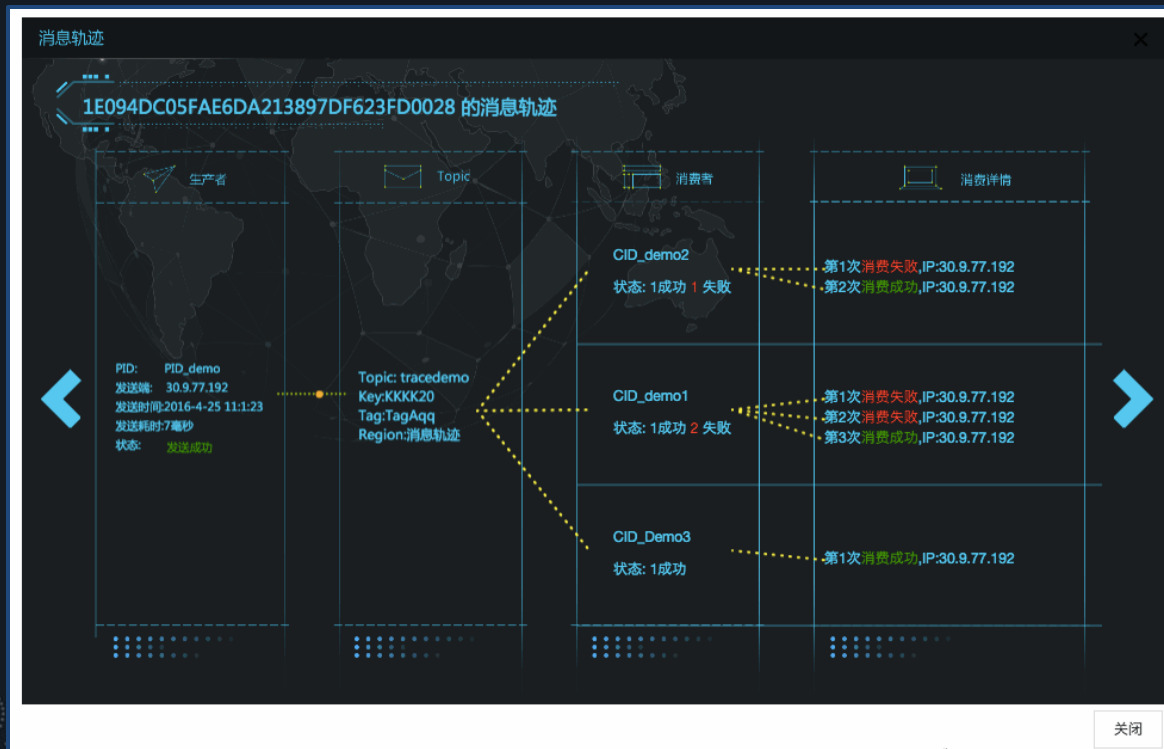 消息轨迹
1E094DC05FAE6DA213897DF623FD0028 的消息轨迹
生产者
Topic
消费者
消费详情
PID: PID_demo
发送端: 30.9.77.192
发送时间:2016-4-25 11:1:23
发送耗时:7毫秒
状态: 发送成功
Topic: tracedemo
Key:KKKK20
Tag:TagAqq
Region:消息轨迹
CID_demo2
状态: 1成功 1 失败
第1次消费失败,IP:30.9.77.192
第2次消费成功,IP:30.9.77.192
CID_demo1
状态: 1成功 2 失败
第1次消费失败,IP:30.9.77.192
第2次消费失败,IP:30.9.77.192
第3次消费成功,IP:30.9.77.192
CID_Demo3
状态: 1成功
第1次消费成功,IP:30.9.77.192
关闭